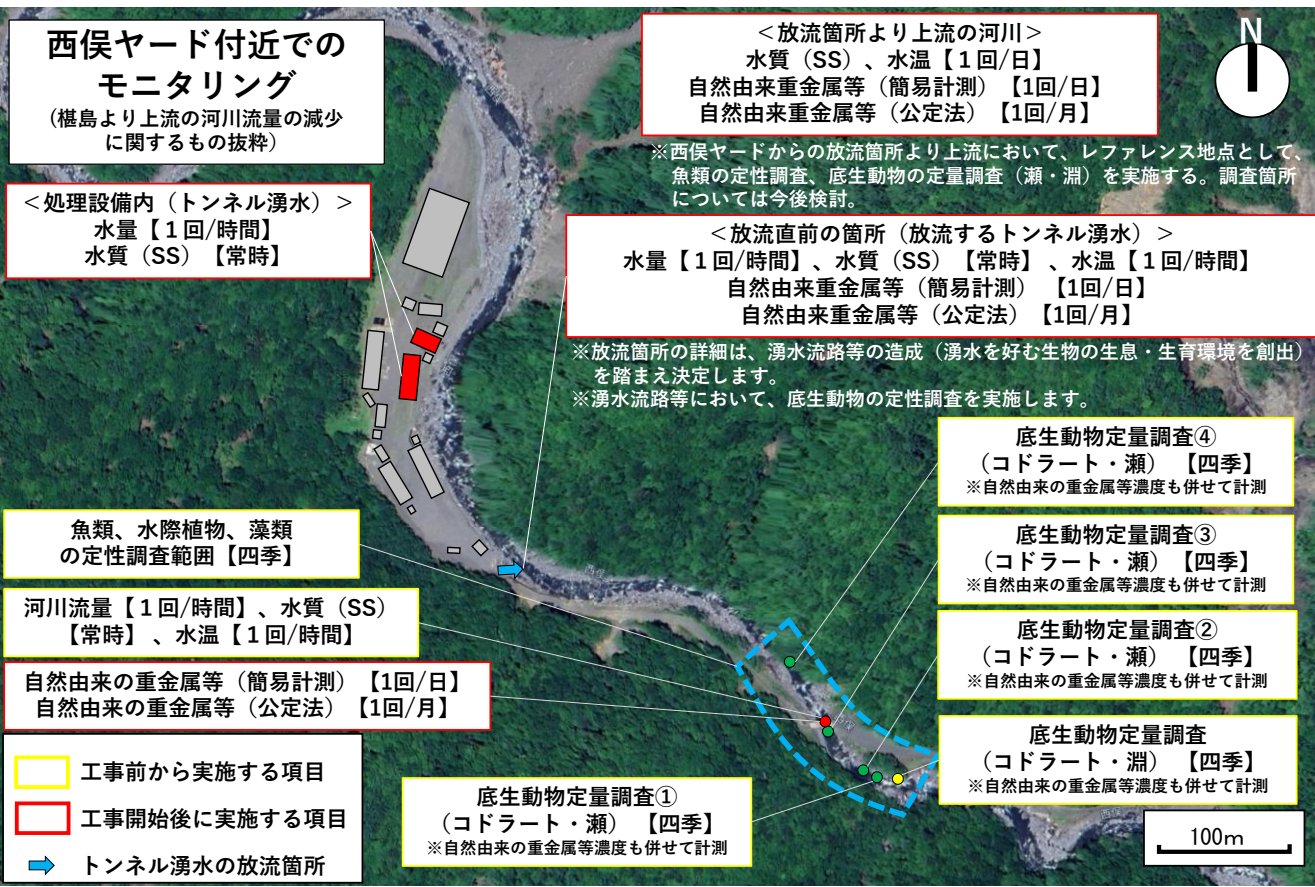 西俣ヤード付近での
モニタリング
(椹島より上流の河川流量の減少
に関するもの抜粋)
<放流箇所より上流の河川>
水質（SS）、水温【１回/日】
自然由来重金属等（簡易計測）【1回/日】
自然由来重金属等（公定法）【1回/月】
※西俣ヤードからの放流箇所より上流において、レファレンス地点として、
魚類の定性調査、底生動物の定量調査（瀬・淵）を実施する。調査箇所
については今後検討。
N
<処理設備内（トンネル湧水）>
水量【１回/時間】
水質（SS）【常時】
<放流直前の箇所（放流するトンネル湧水）>
水量【１回/時間】、水質（SS）【常時】、水温【１回/時間】
自然由来重金属等（簡易計測）【1回/日】
自然由来重金属等（公定法）【1回/月】
※放流箇所の詳細は、湧水流路等の造成（湧水を好む生物の生息・生育環境を創出）
を踏まえ決定します。
※湧水流路等において、底生動物の定性調査を実施します。
底生動物定量調査④
（コドラート・瀬）【四季】
※自然由来の重金属等濃度も併せて計測
底生動物定量調査③
（コドラート・瀬）【四季】
※自然由来の重金属等濃度も併せて計測
底生動物定量調査②
（コドラート・瀬）【四季】
※自然由来の重金属等濃度も併せて計測
底生動物定量調査
（コドラート・淵）【四季】
※自然由来の重金属等濃度も併せて計測
魚類、水際植物、藻類
の定性調査範囲【四季】
河川流量【１回/時間】、水質（SS）
【常時】、水温【１回/時間】
自然由来の重金属等（簡易計測）【1回/日】
自然由来の重金属等（公定法）【1回/月】
底生動物定量調査①
（コドラート・瀬）【四季】
※自然由来の重金属等濃度も併せて計測
工事前から実施する項目
工事開始後に実施する項目
トンネル湧水の放流箇所
100m